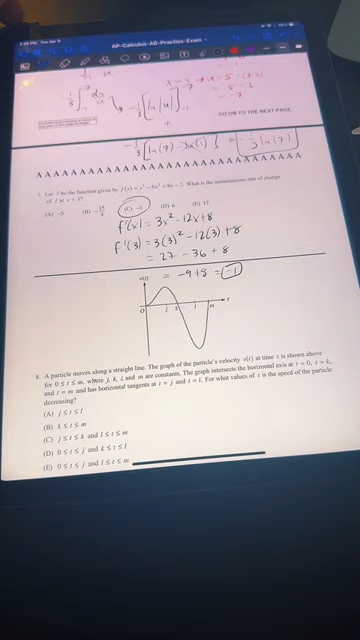 AP-Calculus-AB-Practice-Exam
GO ON TO THE NEXT PAGE.
A A A A A A A A A A A A A A A A A A A A A A A A A A A A A
7. Let f be the function given by f(x) = x³ − 6x² + 8x − 2. What is the instantaneous rate of change
of f at x = 3?
(A) −5 (B) −15/4 (C) −1 (D) 6 (E) 17
f'(x) = 3x² − 12x + 8
f'(3) = 3(3)² − 12(3) + 8
= 27 − 36 + 8
= −9 + 8 = −1
v(t)
O j k l m t
8. A particle moves along a straight line. The graph of the particle's velocity v(t) at time t is shown above
for 0 ≤ t ≤ m, where j, k, l, and m are constants. The graph intersects the horizontal axis at t = 0, t = k,
and t = m and has horizontal tangents at t = j and t = l. For what values of t is the speed of the particle
decreasing?
(A) j ≤ t ≤ l
(B) k ≤ t ≤ m
(C) j ≤ t ≤ k and l ≤ t ≤ m
(D) 0 ≤ t ≤ j and k ≤ t ≤ l
(E) 0 ≤ t ≤ j and l ≤ t ≤ m